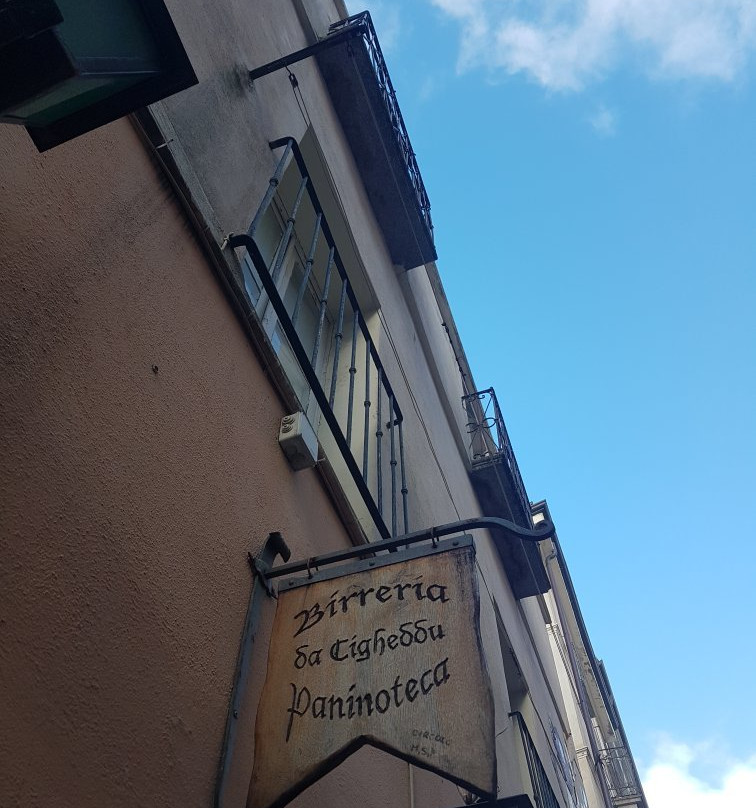 Birreria
da Cigheddu
Paninoteca